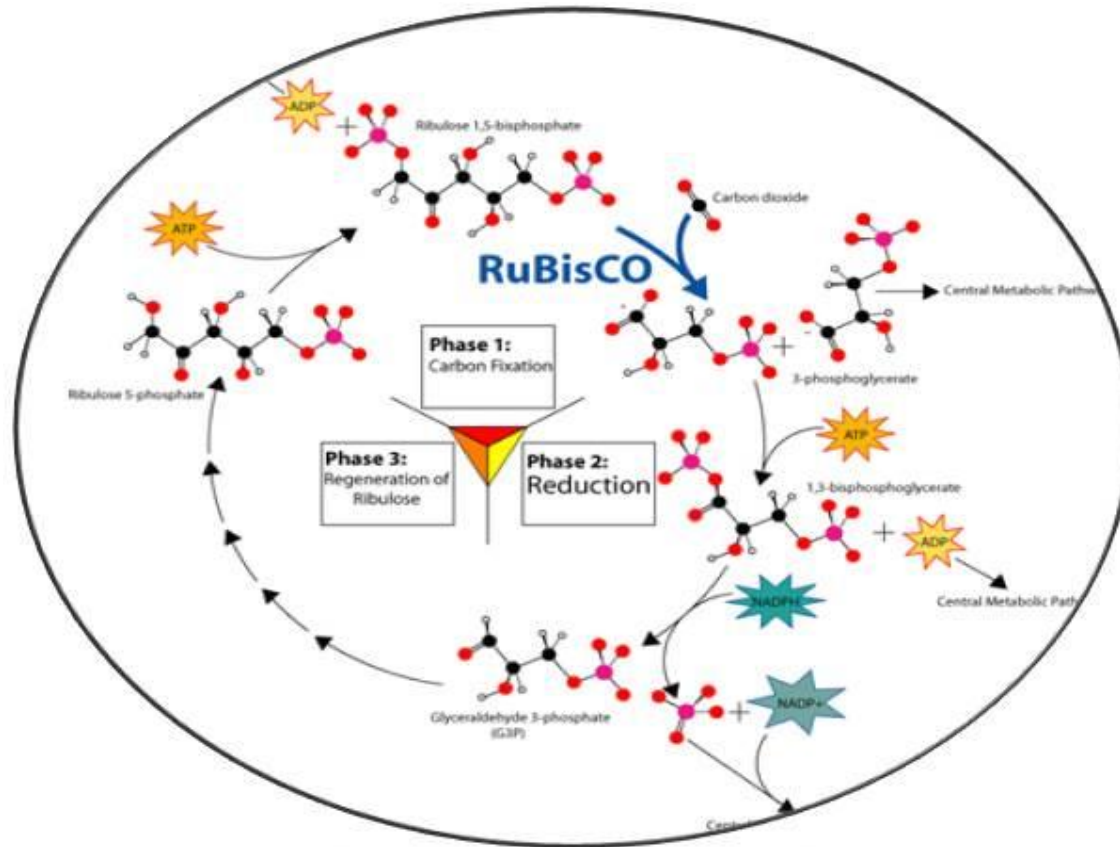 ADP
Ribulose 1,5-bisphosphate
Carbon dioxide
ATP
RuBisCO
Central Metabolic Pathw
Phase 1:
Carbon Fixation
3-phosphoglycerate
Ribulose 5-phosphate
ATP
Phase 3:
Regeneration of
Ribulose
Phase 2:
Reduction
1,3-bisphosphoglycerate
ADP
NADPH
Central Metabolic Path
Glyceraldehyde 3-phosphate
(G3P)
NADP+